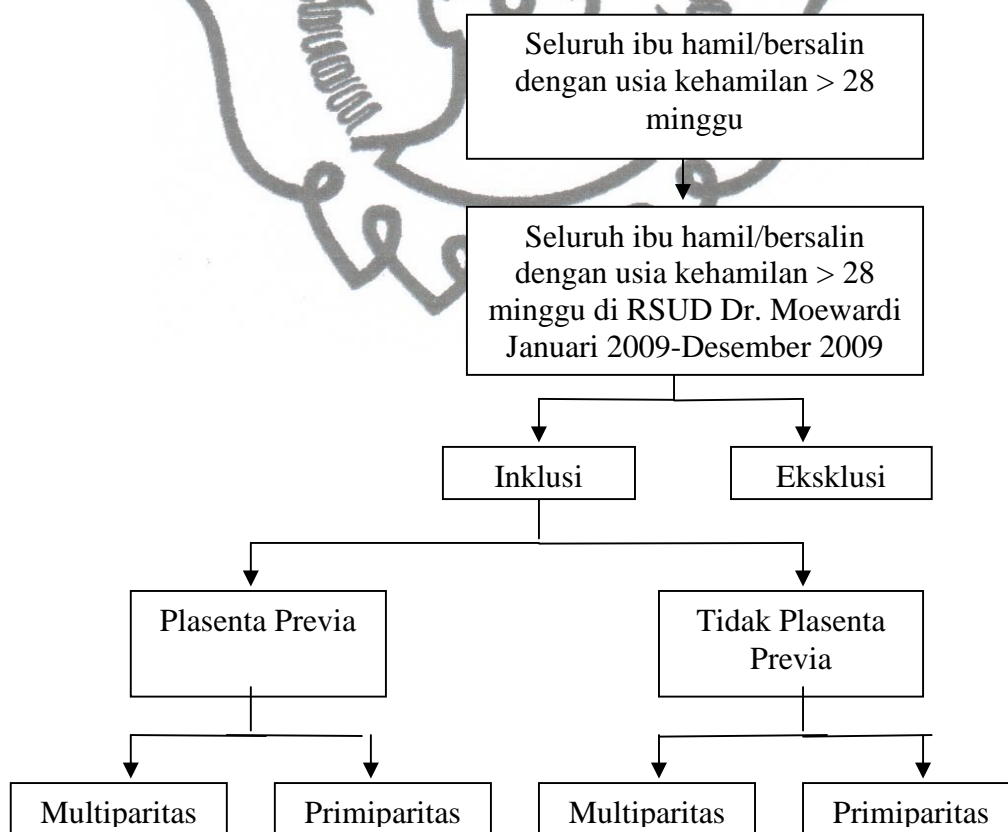 Seluruh ibu hamil/bersalin
dengan usia kehamilan > 28
minggu
Seluruh ibu hamil/bersalin
dengan usia kehamilan > 28
minggu di RSUD Dr. Moewardi
Januari 2009-Desember 2009
Inklusi
Eksklusi
Plasenta Previa
Tidak Plasenta
Previa
Multiparitas
Primiparitas
Multiparitas
Primiparitas